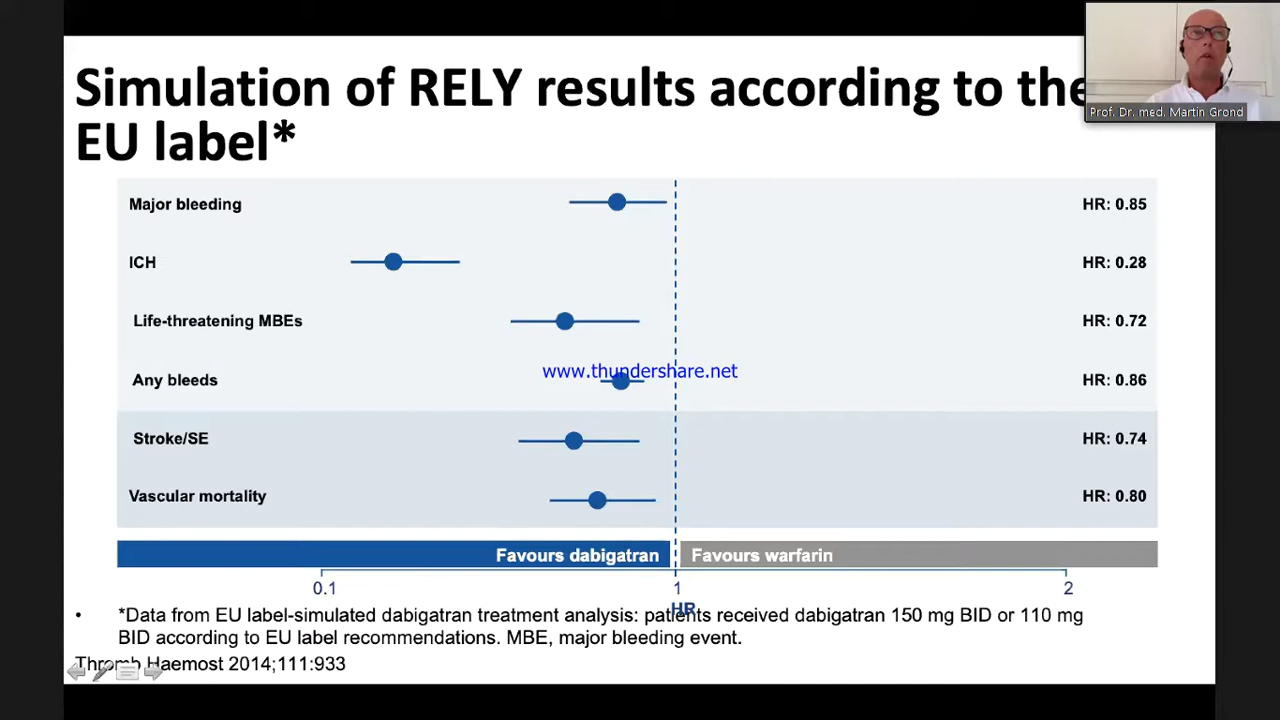 Simulation of RELY results according to the
EU label*
Prof. Dr. med. Martin Grond
Major bleeding HR: 0.85
ICH HR: 0.28
Life-threatening MBEs HR: 0.72
www.thundershare.net
Any bleeds HR: 0.86
Stroke/SE HR: 0.74
Vascular mortality HR: 0.80
Favours dabigatran Favours warfarin
0.1 1 2
HR
• *Data from EU label-simulated dabigatran treatment analysis: patients received dabigatran 150 mg BID or 110 mg
BID according to EU label recommendations. MBE, major bleeding event.
Thromb Haemost 2014;111:933